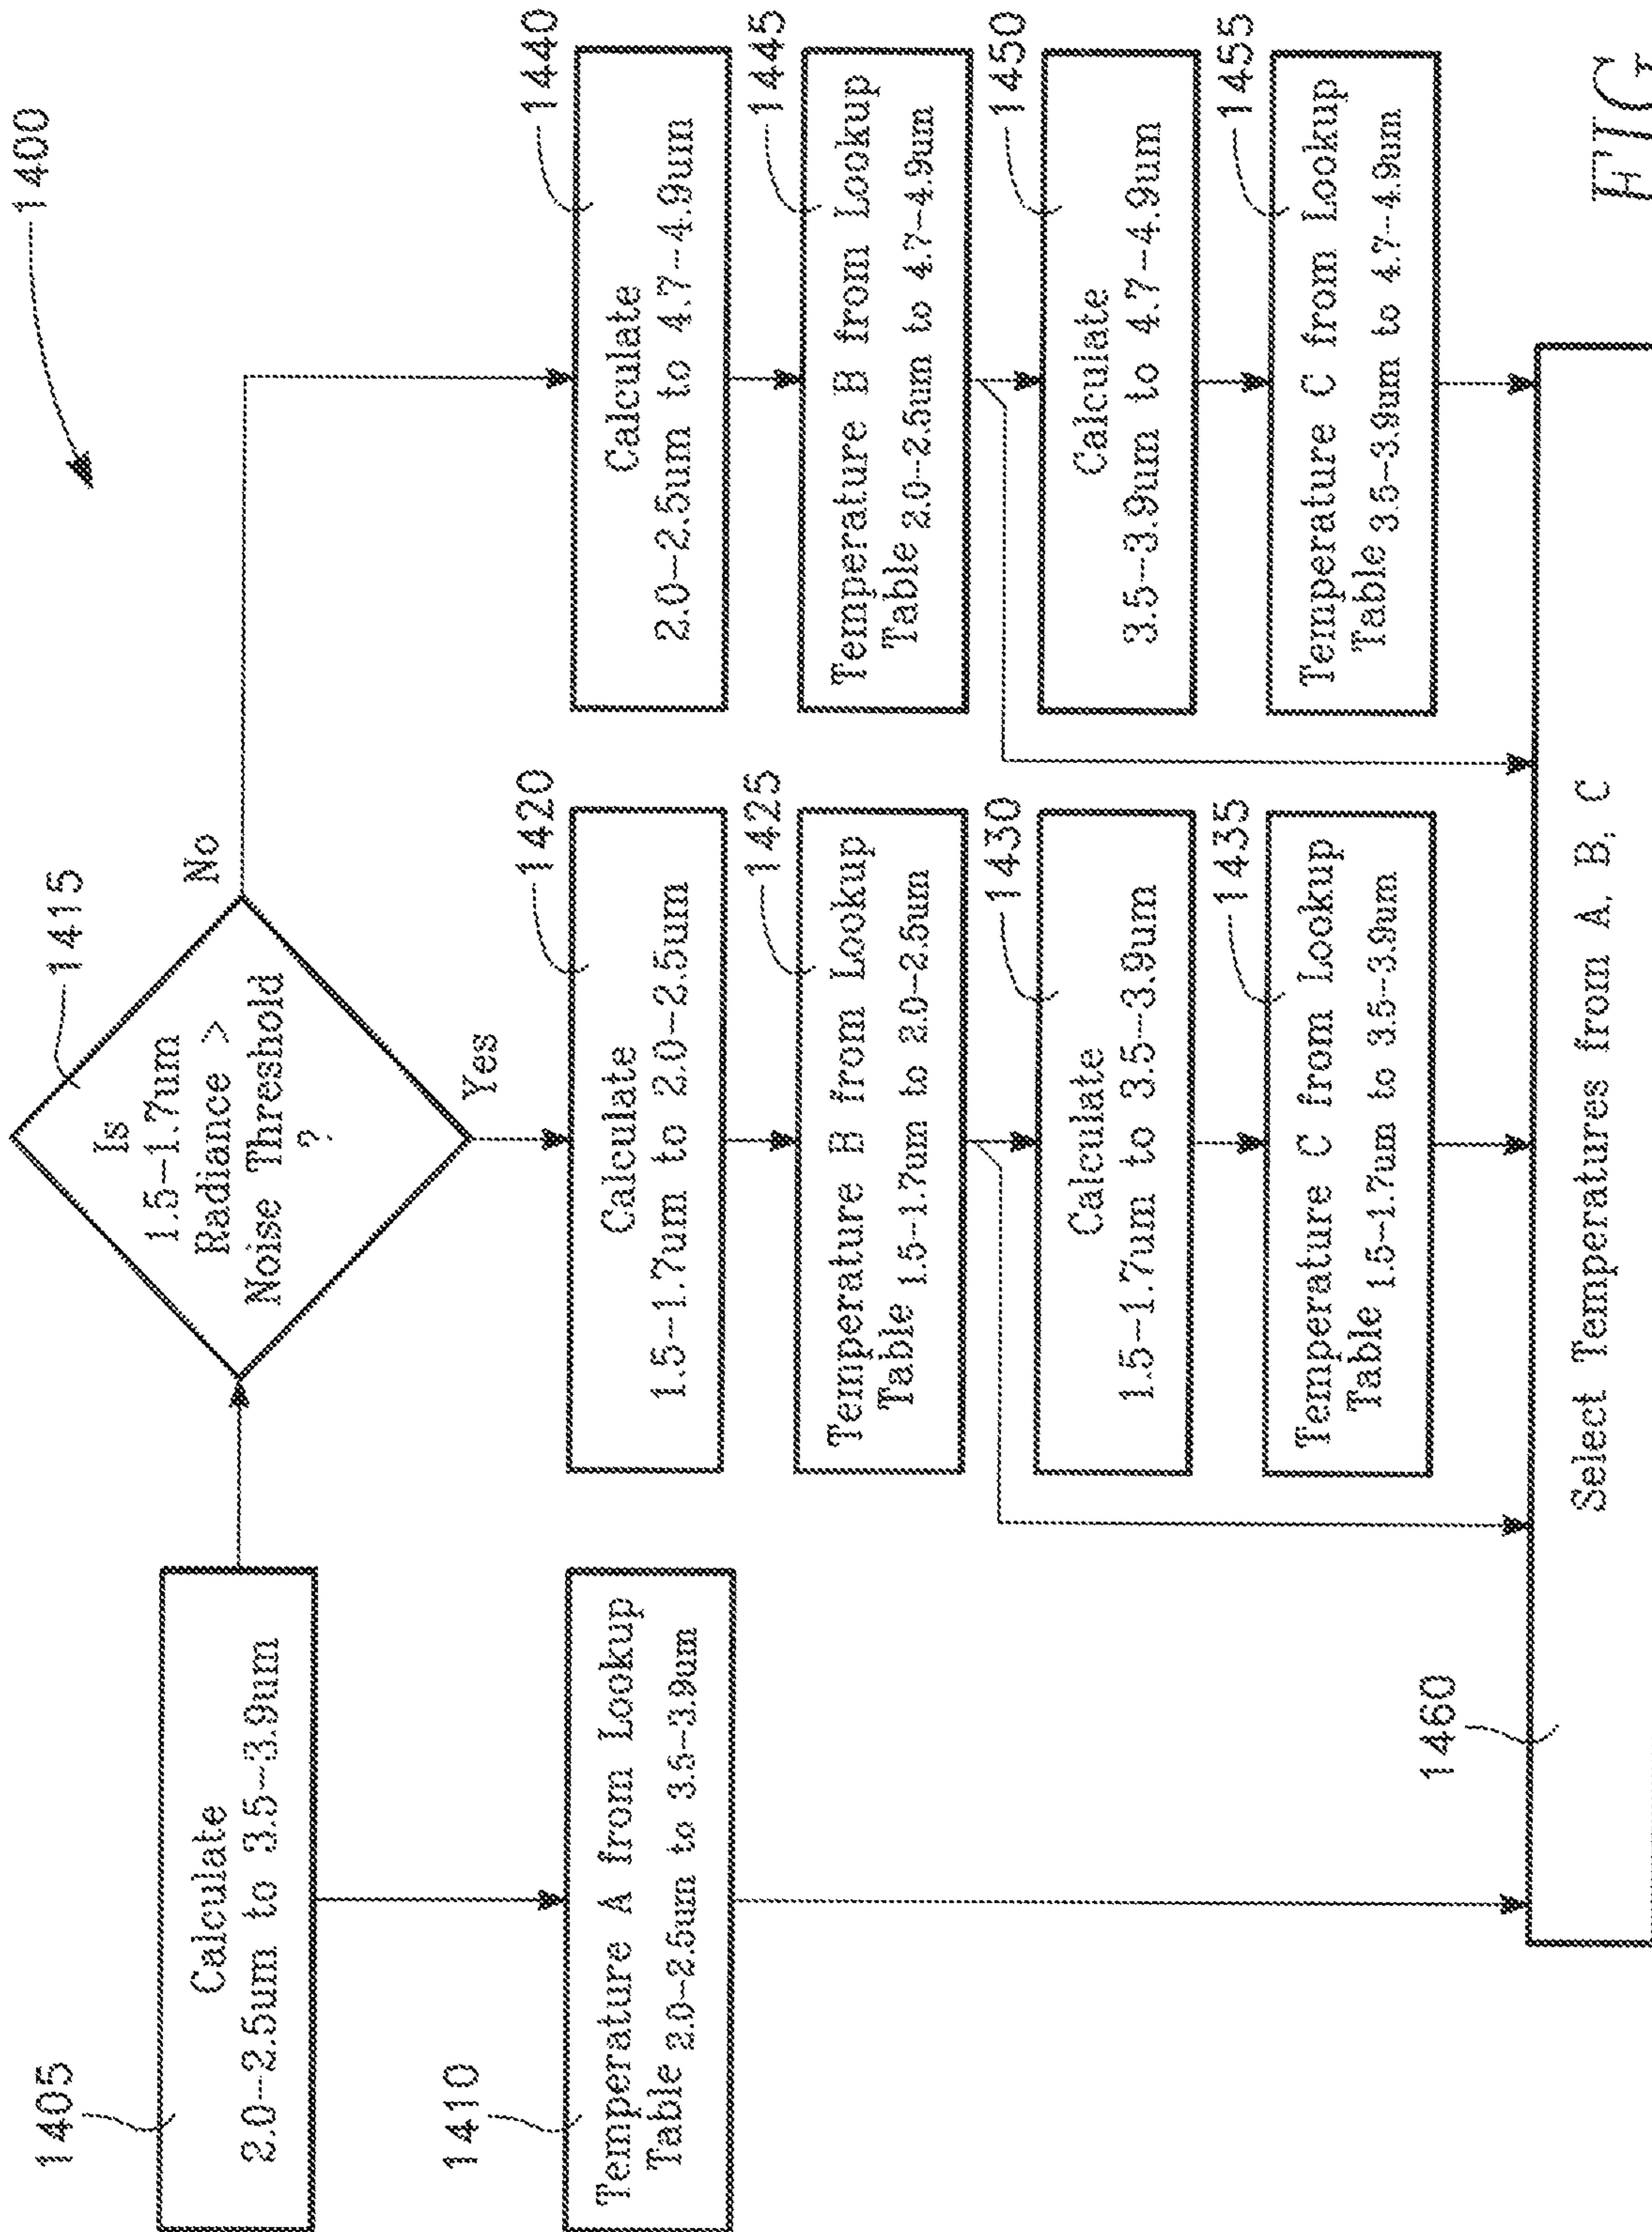 1400
1405
Calculate
2.0-2.5um to 3.5-3.9um
1410
Temperature A from Lookup
Table 2.0-2.5um to 3.5-3.9um
1415
Is
1.5-1.7um
Radiance >
Noise Threshold
?
Yes
No
1420
Calculate
1.5-1.7um to 2.0-2.5um
1425
Temperature B from Lookup
Table 1.5-1.7um to 2.0-2.5um
1430
Calculate
1.5-1.7um to 3.5-3.9um
1435
Temperature C from Lookup
Table 1.5-1.7um to 3.5-3.9um
1440
Calculate
2.0-2.5um to 4.7-4.9um
1445
Temperature B from Lookup
Table 2.0-2.5um to 4.7-4.9um
1450
Calculate
3.5-3.9um to 4.7-4.9um
1455
Temperature C from Lookup
Table 3.5-3.9um to 4.7-4.9um
1460
Select Temperatures from A, B, C
FIG